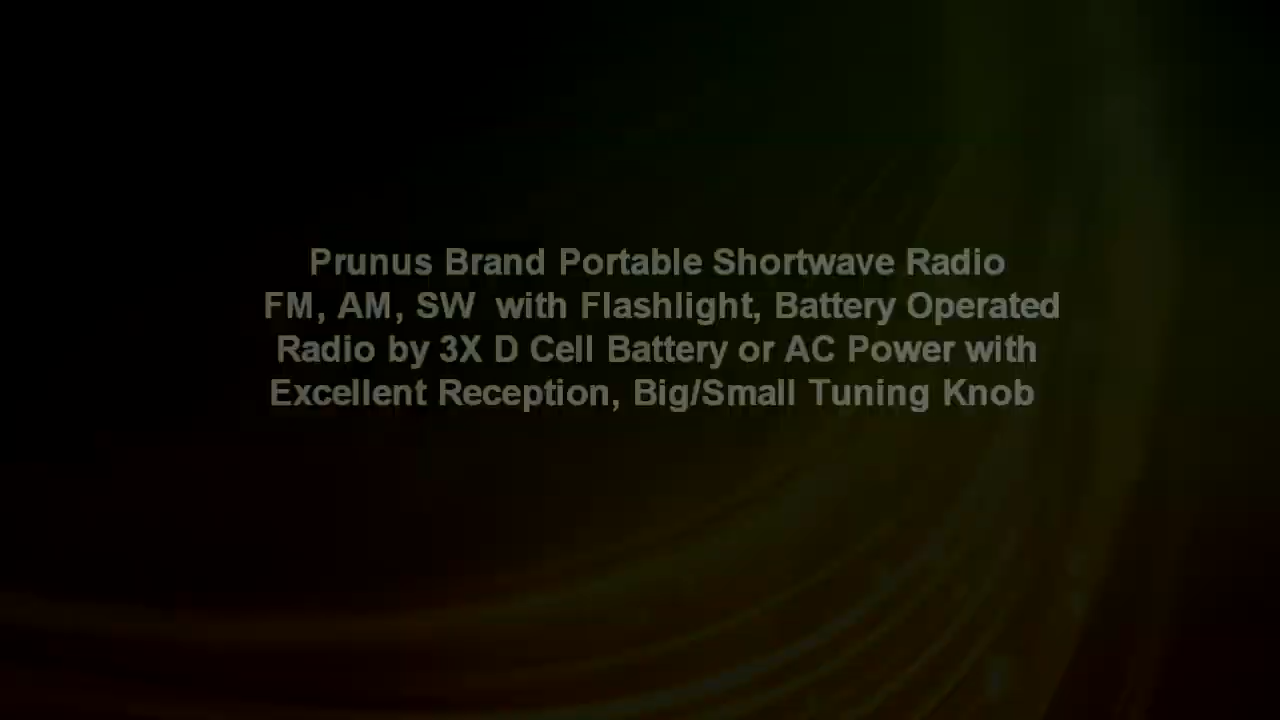 Prunus Brand Portable Shortwave Radio
FM, AM, SW  with Flashlight, Battery Operated
Radio by 3X D Cell Battery or AC Power with
Excellent Reception, Big/Small Tuning Knob